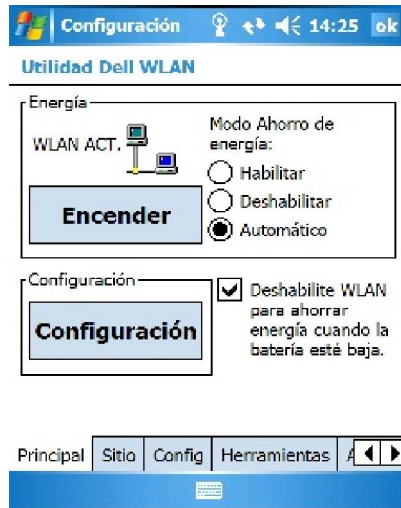 Configuración 14:25 ok
Utilidad Dell WLAN
Energía
WLAN ACT.
Encender
Modo Ahorro de
energía:
Habilitar
Deshabilitar
Automático
Configuración
Configuración
Deshabilite WLAN
para ahorrar
energía cuando la
batería esté baja.
Principal Sitio Config Herramientas